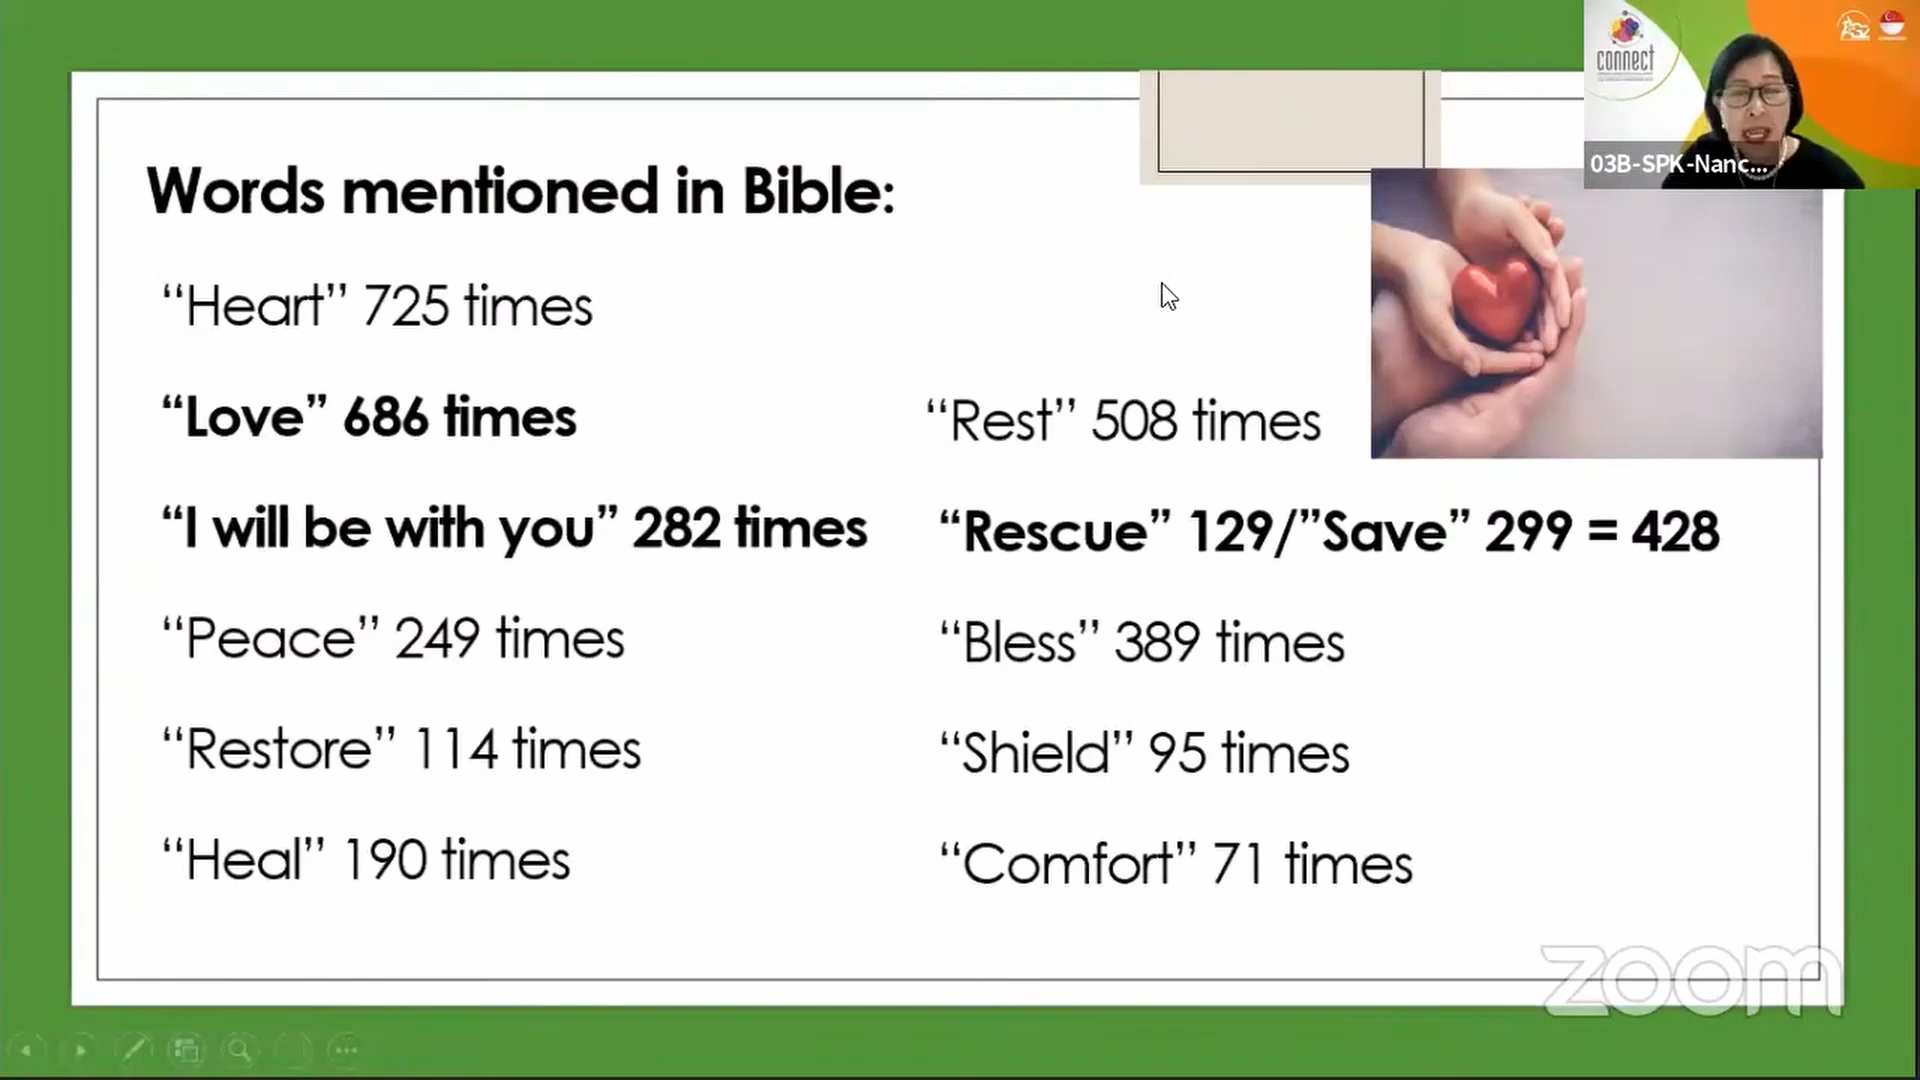 Words mentioned in Bible:
“Heart” 725 times
“Love” 686 times
“I will be with you” 282 times
“Peace” 249 times
“Restore” 114 times
“Heal” 190 times
“Rest” 508 times
“Rescue” 129/”Save” 299 = 428
“Bless” 389 times
“Shield” 95 times
“Comfort” 71 times
connect
03B-SPK-Nanc...
zoom